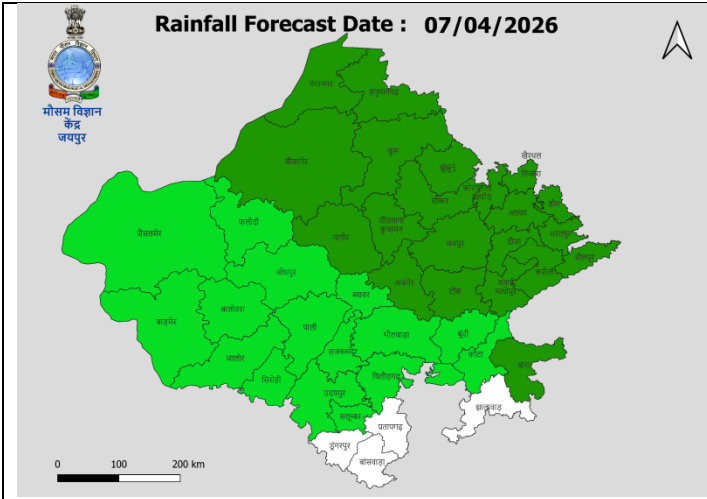 Rainfall Forecast Date : 07/04/2026
मौसम विज्ञान
केंद्र
जयपुर
गंगानगर
हनुमानगढ़
बीकानेर
चूरू
झुंझुनू
खैरथल
तिजारा
सीकर
अलवर
डीग
नागौर
डीडवाना
कुचामन
जयपुर
दौसा
भरतपुर
धौलपुर
करौली
सवाई
माधोपुर
अजमेर
टोंक
जैसलमेर
फलोदी
जोधपुर
ब्यावर
बाड़मेर
बालोतरा
पाली
भीलवाड़ा
बूंदी
कोटा
बारां
जालोर
सिरोही
राजसमंद
चित्तौड़गढ़
उदयपुर
सलूम्बर
झालावाड़
प्रतापगढ़
डूंगरपुर
बांसवाड़ा
0 100 200 km